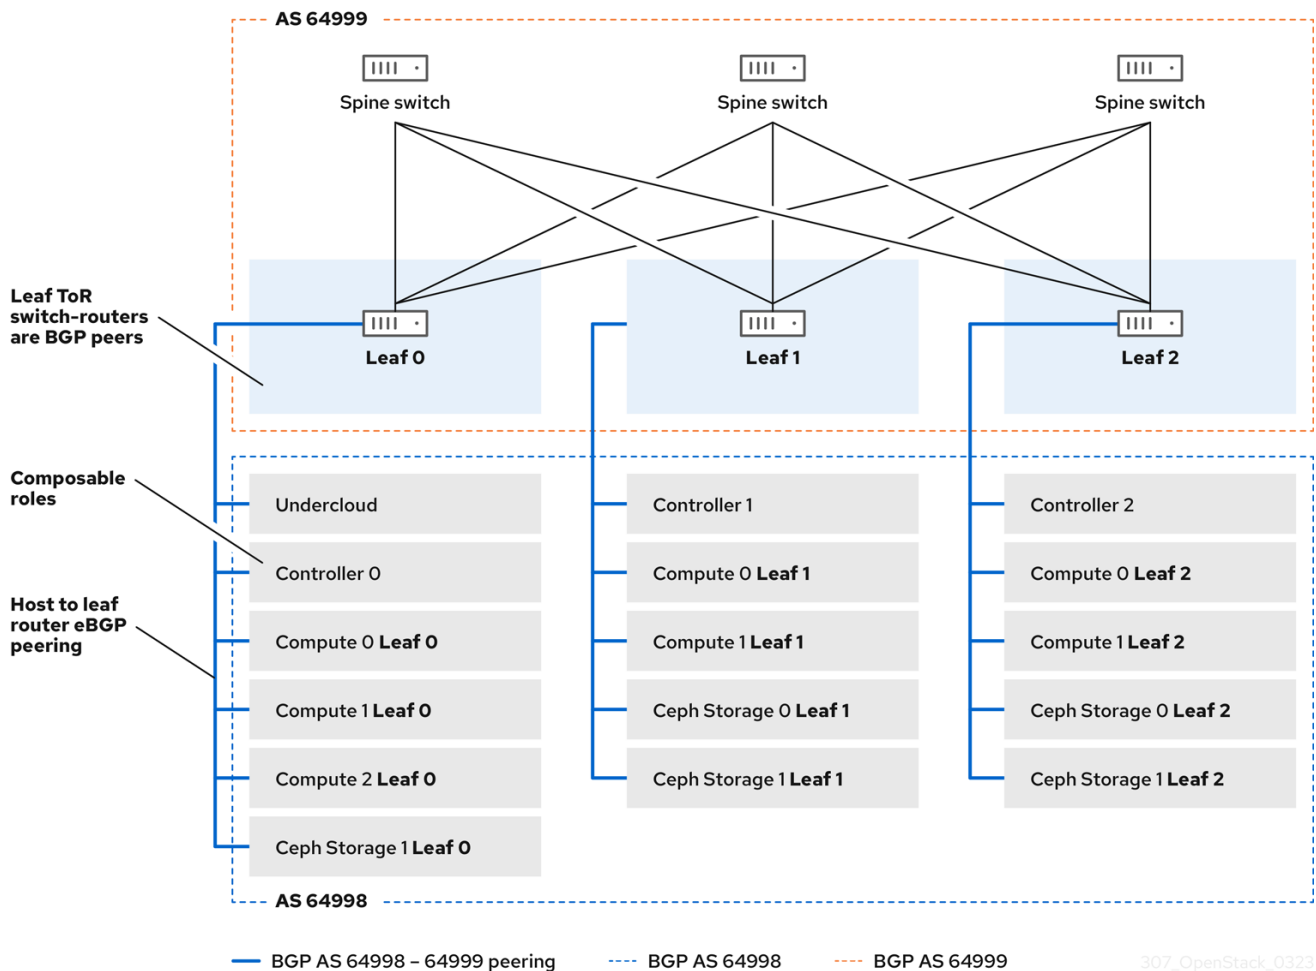 AS 64999
Spine switch
Spine switch
Spine switch
Leaf ToR
switch-routers
are BGP peers
Leaf 0
Leaf 1
Leaf 2
Composable
roles
Host to leaf
router eBGP
peering
Undercloud
Controller 0
Compute 0 Leaf 0
Compute 1 Leaf 0
Compute 2 Leaf 0
Ceph Storage 1 Leaf 0
Controller 1
Compute 0 Leaf 1
Compute 1 Leaf 1
Ceph Storage 0 Leaf 1
Ceph Storage 1 Leaf 1
Controller 2
Compute 0 Leaf 2
Compute 1 Leaf 2
Ceph Storage 0 Leaf 2
Ceph Storage 1 Leaf 2
AS 64998
BGP AS 64998 – 64999 peering
BGP AS 64998
BGP AS 64999
307_OpenStack_0323